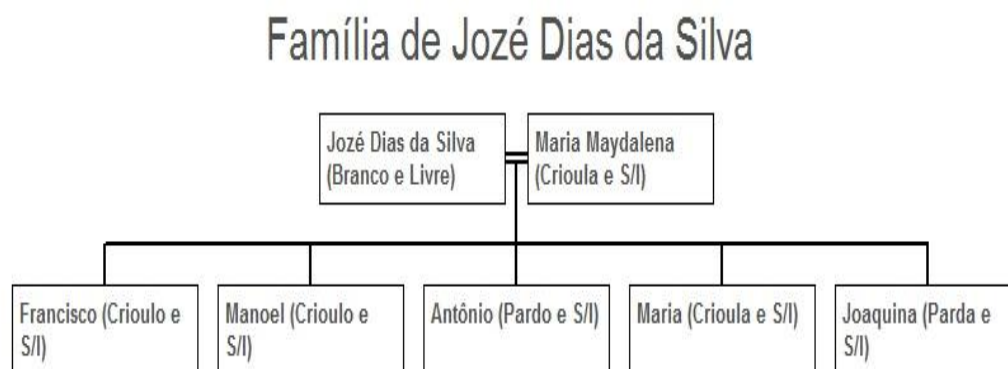 Família de Jozé Dias da Silva
Jozé Dias da Silva
(Branco e Livre)
Maria Maydalena
(Crioula e S/I)
Francisco (Crioulo e
S/I)
Manoel (Crioulo e
S/I)
Antônio (Pardo e S/I)
Maria (Crioula e S/I)
Joaquina (Parda e
S/I)